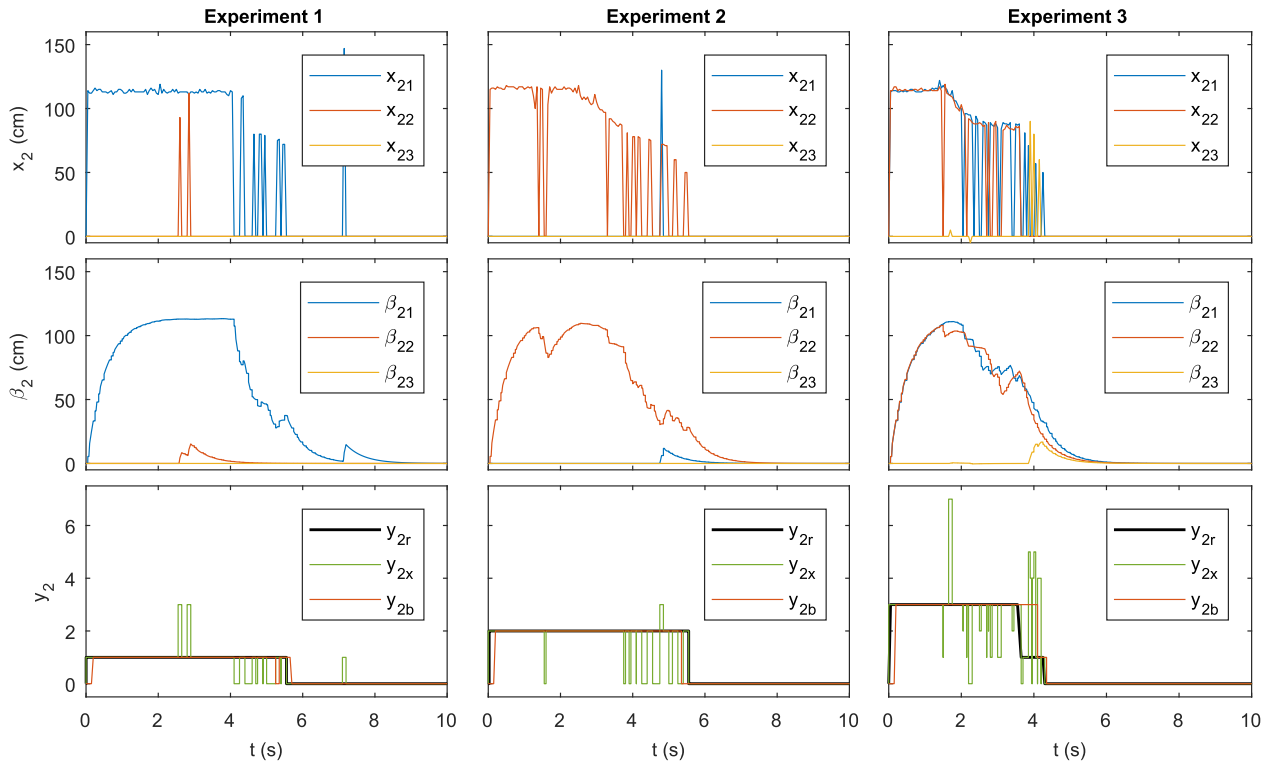 Experiment 1 Experiment 2 Experiment 3
x₂ (cm)
150
100
50
0
x₂₁
x₂₂
x₂₃
x₂₁
x₂₂
x₂₃
x₂₁
x₂₂
x₂₃
β₂ (cm)
150
100
50
0
β₂₁
β₂₂
β₂₃
β₂₁
β₂₂
β₂₃
β₂₁
β₂₂
β₂₃
y₂
6
4
2
0
y₂ᵣ
y₂ₓ
y₂b
y₂ᵣ
y₂ₓ
y₂b
y₂ᵣ
y₂ₓ
y₂b
0 2 4 6 8 10 0 2 4 6 8 10 0 2 4 6 8 10
t (s) t (s) t (s)